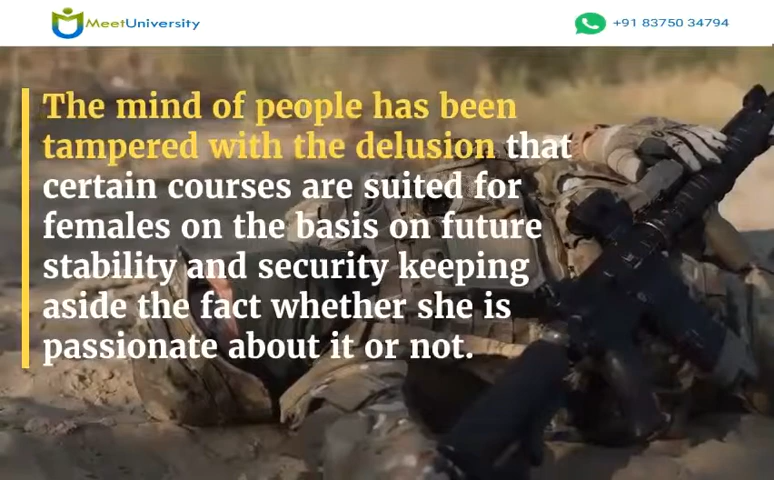 MeetUniversity
+91 83750 34794
The mind of people has been
tampered with the delusion that
certain courses are suited for
females on the basis on future
stability and security keeping
aside the fact whether she is
passionate about it or not.